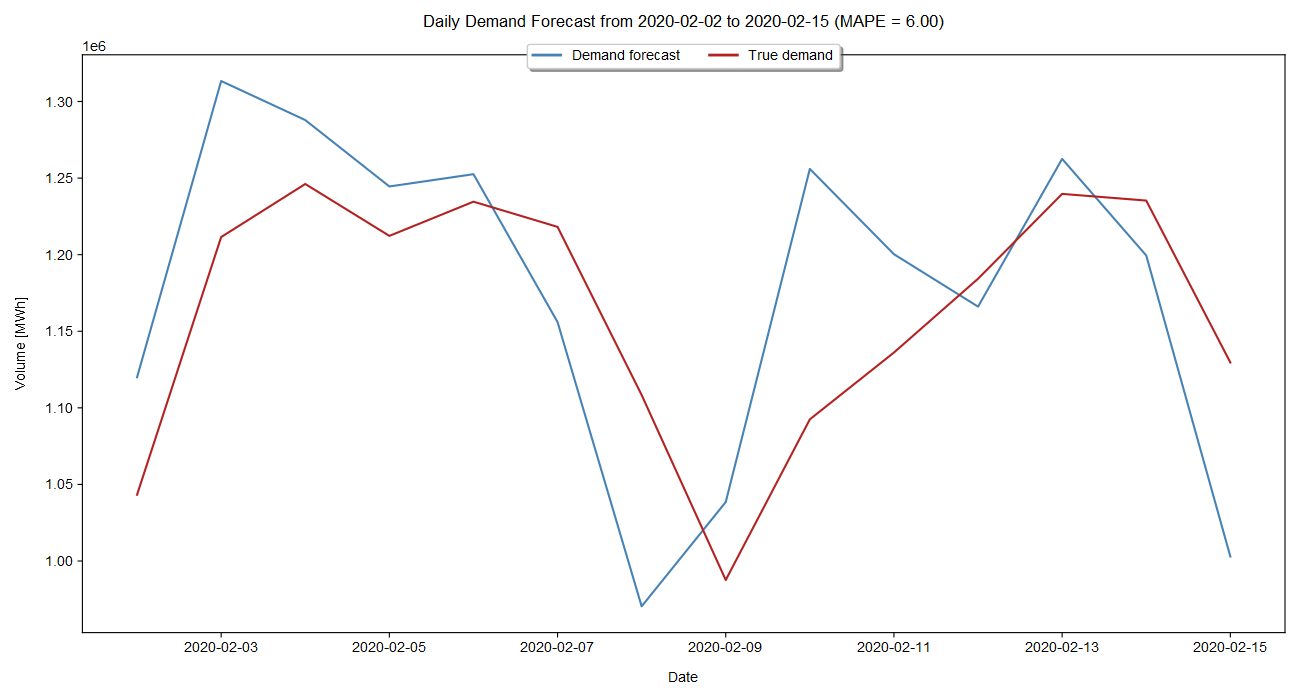 Daily Demand Forecast from 2020-02-02 to 2020-02-15 (MAPE = 6.00)
1e6
Demand forecast True demand
1.30
1.25
1.20
1.15
1.10
1.05
1.00
Volume [MWh]
2020-02-03 2020-02-05 2020-02-07 2020-02-09 2020-02-11 2020-02-13 2020-02-15
Date